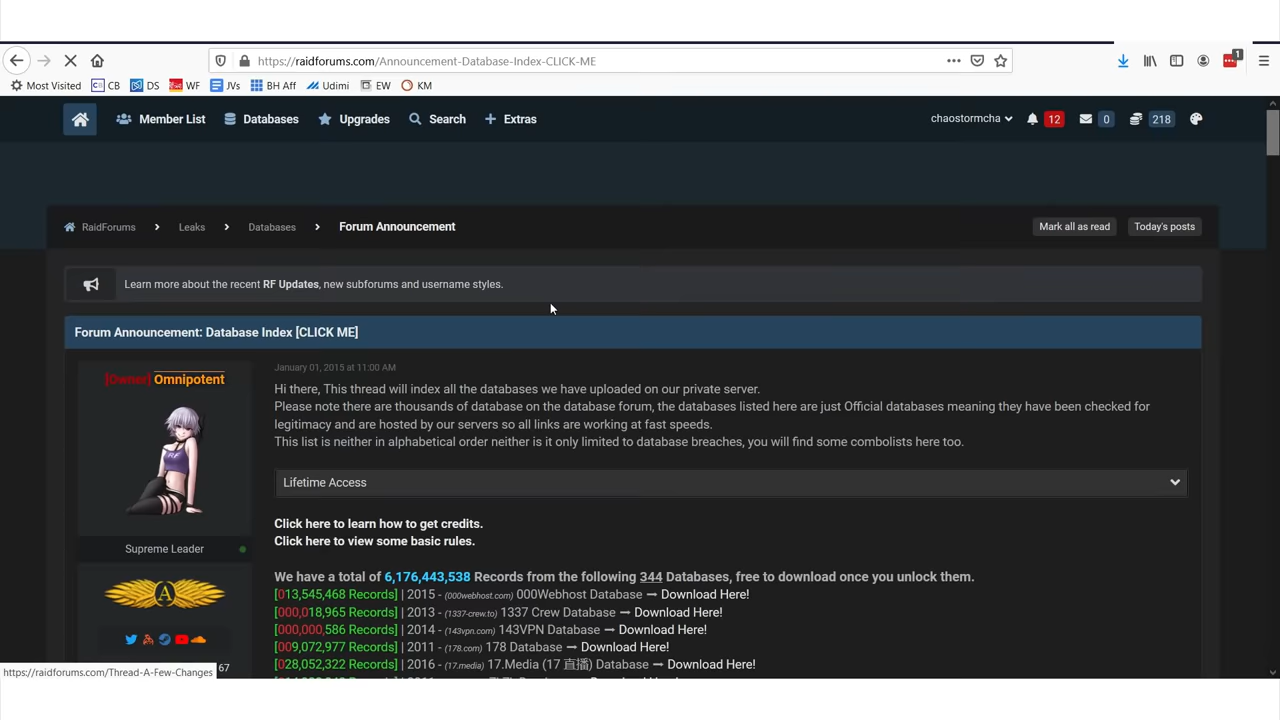 https://raidforums.com/Announcement-Database-Index-CLICK-ME
1
Most Visited CB DS WF JVs BH Aff Udimi EW KM
Member List Databases Upgrades Search Extras chaostormcha 12 0 218
RaidForums Leaks Databases Forum Announcement Mark all as read Today's posts
Learn more about the recent RF Updates, new subforums and username styles.
Forum Announcement: Database Index [CLICK ME]
January 01, 2015 at 11:00 AM
[Owner] Omnipotent
Hi there, This thread will index all the databases we have uploaded on our private server.
Please note there are thousands of database on the database forum, the databases listed here are just Official databases meaning they have been checked for
legitimacy and are hosted by our servers so all links are working at fast speeds.
This list is neither in alphabetical order neither is it only limited to database breaches, you will find some combolists here too.
Lifetime Access
Click here to learn how to get credits.
Click here to view some basic rules.
Supreme Leader
A
We have a total of 6,176,443,538 Records from the following 344 Databases, free to download once you unlock them.
[013,545,468 Records] | 2015 - (000webhost.com) 000Webhost Database → Download Here!
[000,018,965 Records] | 2013 - (1337-crew.to) 1337 Crew Database → Download Here!
[000,000,586 Records] | 2014 - (143vpn.com) 143VPN Database → Download Here!
[009,072,977 Records] | 2011 - (178.com) 178 Database → Download Here!
[028,052,322 Records] | 2016 - (17.media) 17.Media (17 直播) Database → Download Here!
67
https://raidforums.com/Thread-A-Few-Changes